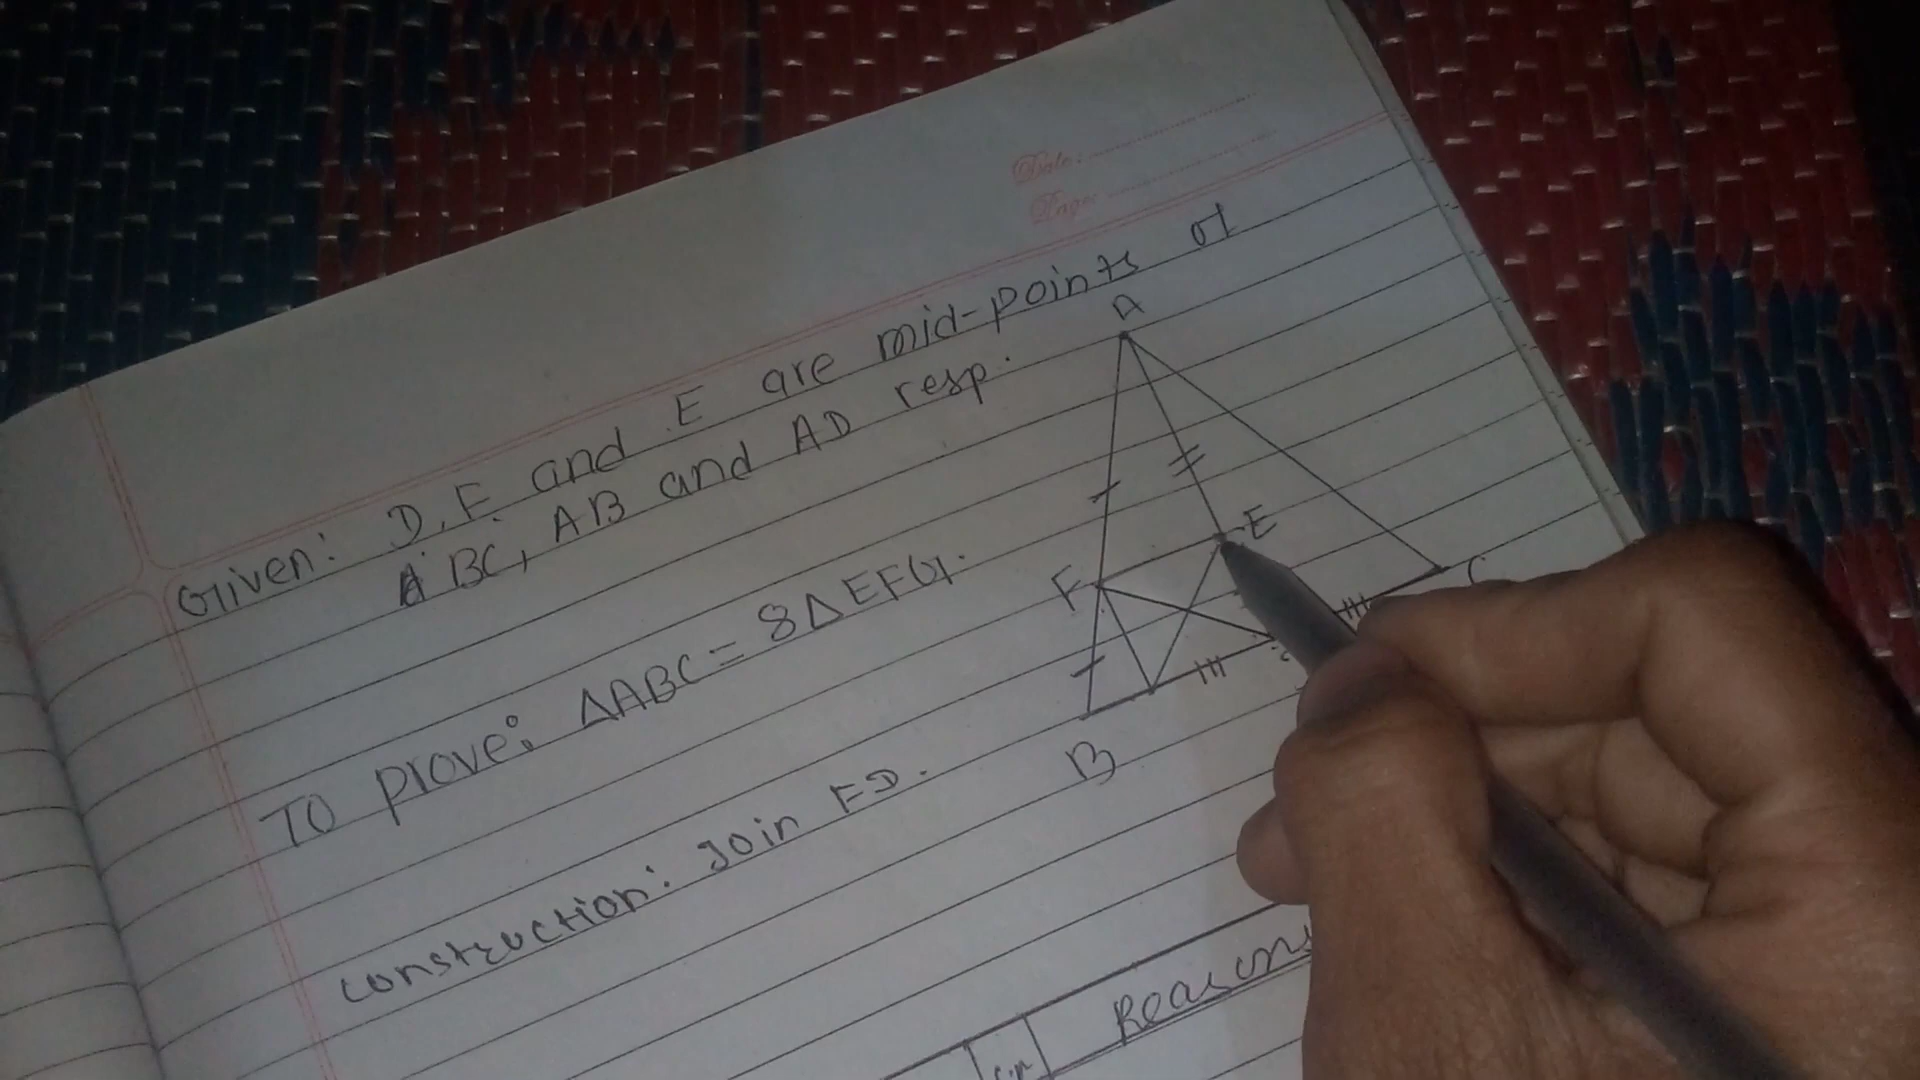 Date:
Page:
Given: D, F and E are mid-points of
BC, AB and AD resp.
To prove: ΔABC = 8ΔEFG.
Construction: Join FD.
A
E
F
C
B
Reasons